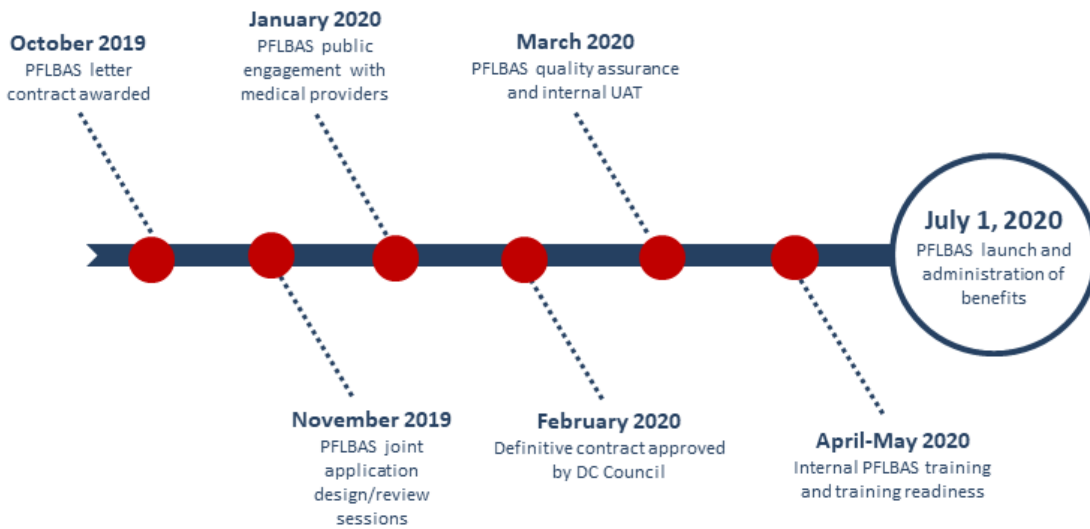 October 2019
PFLBAS letter
contract awarded
January 2020
PFLBAS public
engagement with
medical providers
March 2020
PFLBAS quality assurance
and internal UAT
July 1, 2020
PFLBAS launch and
administration of
benefits
November 2019
PFLBAS joint
application
design/review
sessions
February 2020
Definitive contract approved
by DC Council
April-May 2020
Internal PFLBAS training
and training readiness